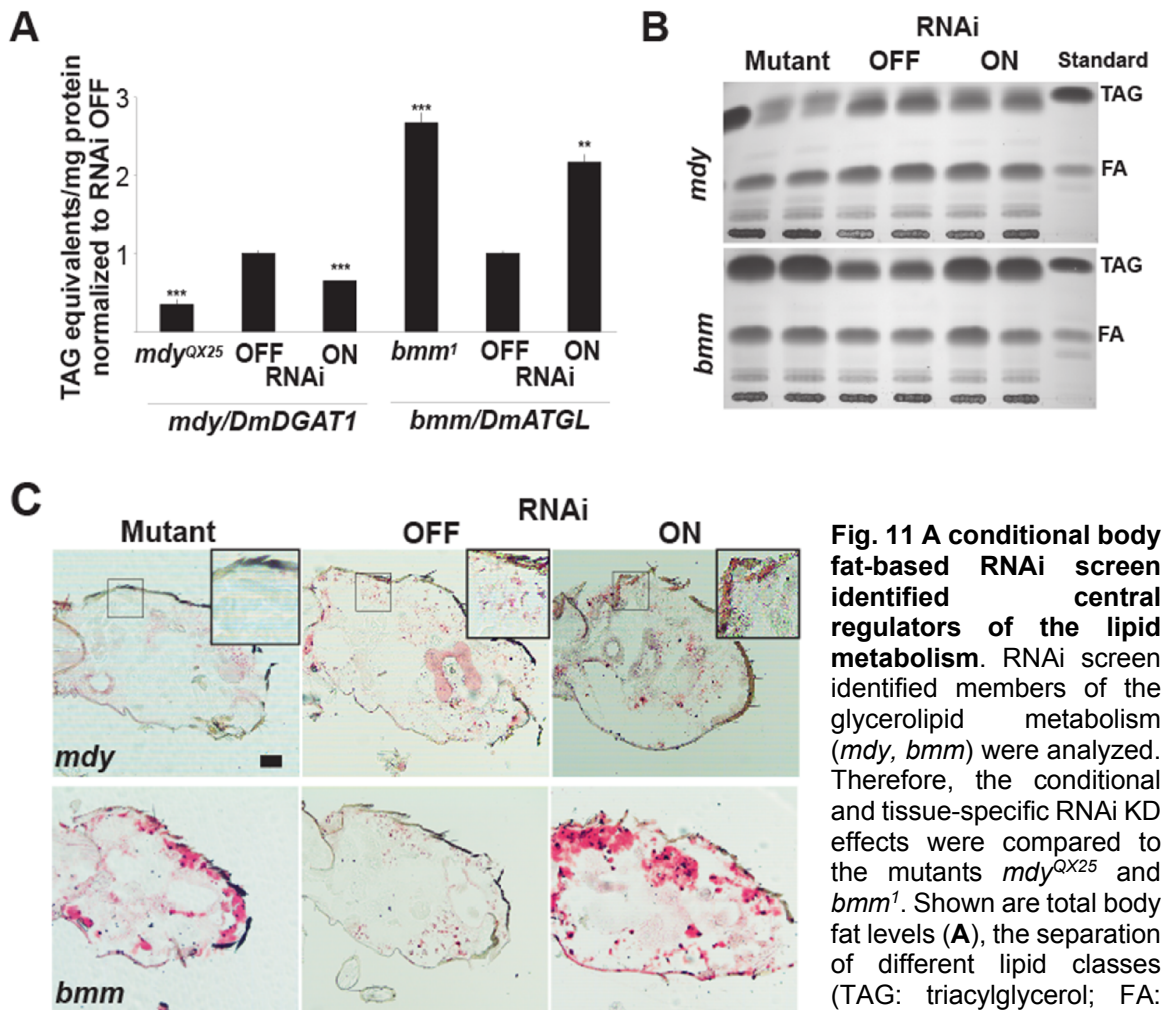 A
TAG equivalents/mg protein
normalized to RNAi OFF
3
2
1
***
***
***
**
mdyQX25 OFF ON bmm1 OFF ON
RNAi RNAi
mdy/DmDGAT1 bmm/DmATGL
B
RNAi
Mutant OFF ON Standard
mdy
TAG
FA
bmm
TAG
FA
C
RNAi
Mutant OFF ON
mdy
bmm
Fig. 11 A conditional body
fat-based RNAi screen
identified central
regulators of the lipid
metabolism. RNAi screen
identified members of the
glycerolipid metabolism
(mdy, bmm) were analyzed.
Therefore, the conditional
and tissue-specific RNAi KD
effects were compared to
the mutants mdyQX25 and
bmm1. Shown are total body
fat levels (A), the separation
of different lipid classes
(TAG: triacylglycerol; FA: